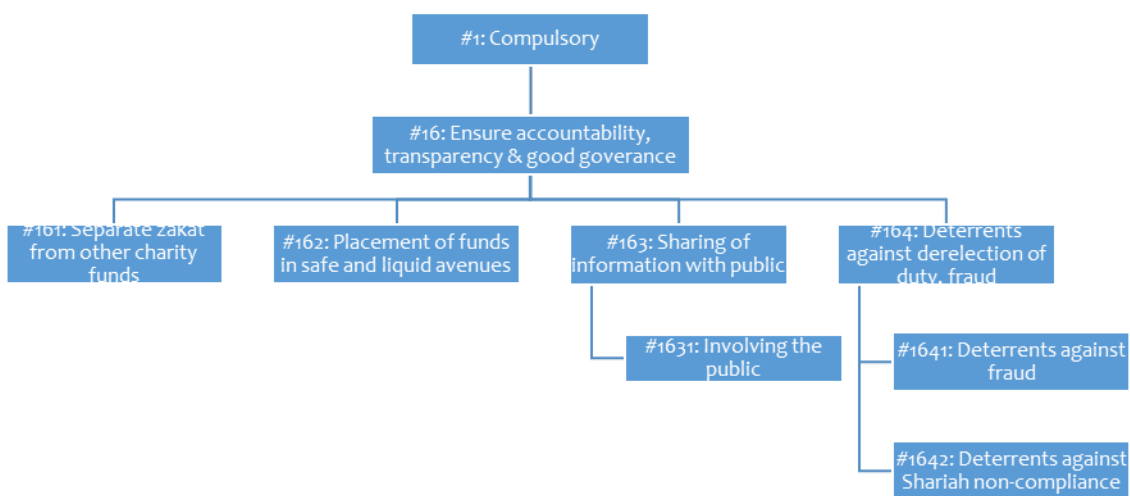 #1: Compulsory
#16: Ensure accountability,
transparency & good goverance
#161: Separate zakat
from other charity
funds
#162: Placement of funds
in safe and liquid avenues
#163: Sharing of
information with public
#164: Deterrents
against derelection of
duty, fraud
#1631: Involving the
public
#1641: Deterrents against
fraud
#1642: Deterrents against
Shariah non-compliance